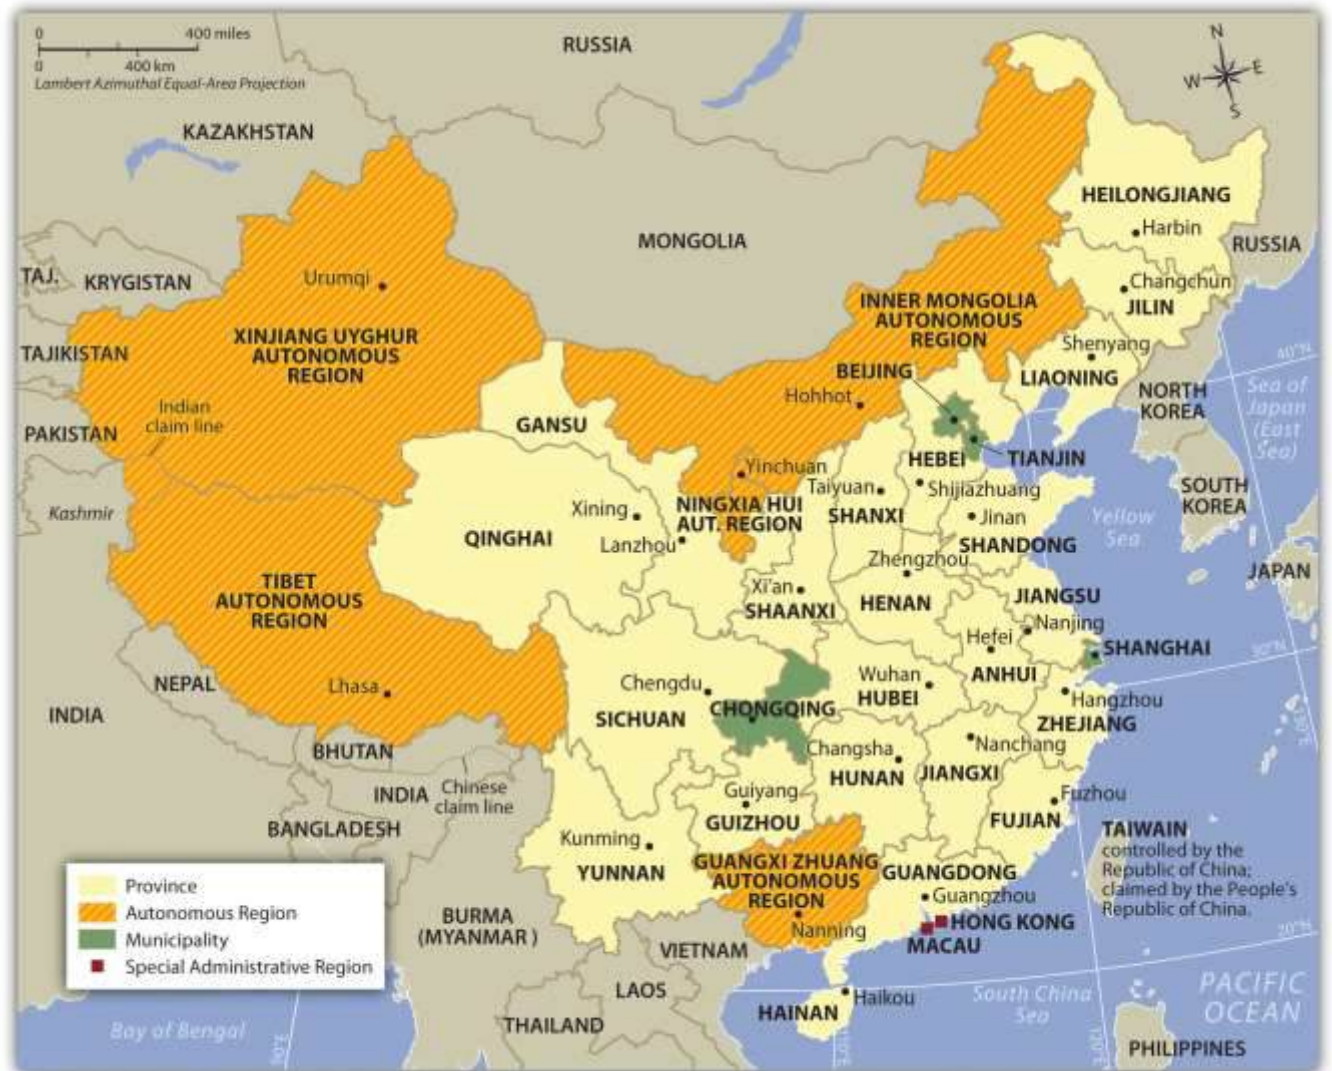 0 400 miles
0 400 km
Lambert Azimuthal Equal-Area Projection
N
W E
S
RUSSIA
KAZAKHSTAN
MONGOLIA
HEILONGJIANG
Harbin
RUSSIA
TAJ.
KRYGISTAN
Urumqi
Changchun
JILIN
INNER MONGOLIA
AUTONOMOUS
REGION
XINJIANG UYGHUR
AUTONOMOUS
REGION
TAJIKISTAN
Shenyang
LIAONING
40°N
BEIJING
Hohhot
NORTH
KOREA
Sea of
Japan
(East
Sea)
Indian
claim line
PAKISTAN
GANSU
HEBEI
TIANJIN
Yinchuan
Taiyuan
Shijiazhuang
SOUTH
KOREA
Kashmir
Xining
NINGXIA HUI
AUT. REGION
SHANXI
Jinan
Yellow
Sea
QINGHAI
Lanzhou
SHANDONG
Zhengzhou
JAPAN
TIBET
AUTONOMOUS
REGION
Xi'an
SHAANXI
HENAN
JIANGSU
Nanjing
Hefei
SHANGHAI
30°N
NEPAL
Lhasa
Chengdu
Wuhan
HUBEI
ANHUI
Hangzhou
INDIA
SICHUAN
CHONGQING
ZHEJIANG
130°E
BHUTAN
Changsha
HUNAN
Nanchang
JIANGXI
INDIA
Chinese
claim line
Guiyang
GUIZHOU
Fuzhou
FUJIAN
BANGLADESH
Kunming
YUNNAN
TAIWAIN
controlled by the
Republic of China;
claimed by the People's
Republic of China.
GUANGXI ZHUANG
AUTONOMOUS
REGION
GUANGDONG
Guangzhou
Province
Autonomous Region
Municipality
Special Administrative Region
BURMA
(MYANMAR)
Nanning
HONG KONG
MACAU
20°N
VIETNAM
LAOS
HAINAN
Haikou
South China
Sea
PACIFIC
OCEAN
Bay of Bengal
THAILAND
90°E
110°E
120°E
PHILIPPINES